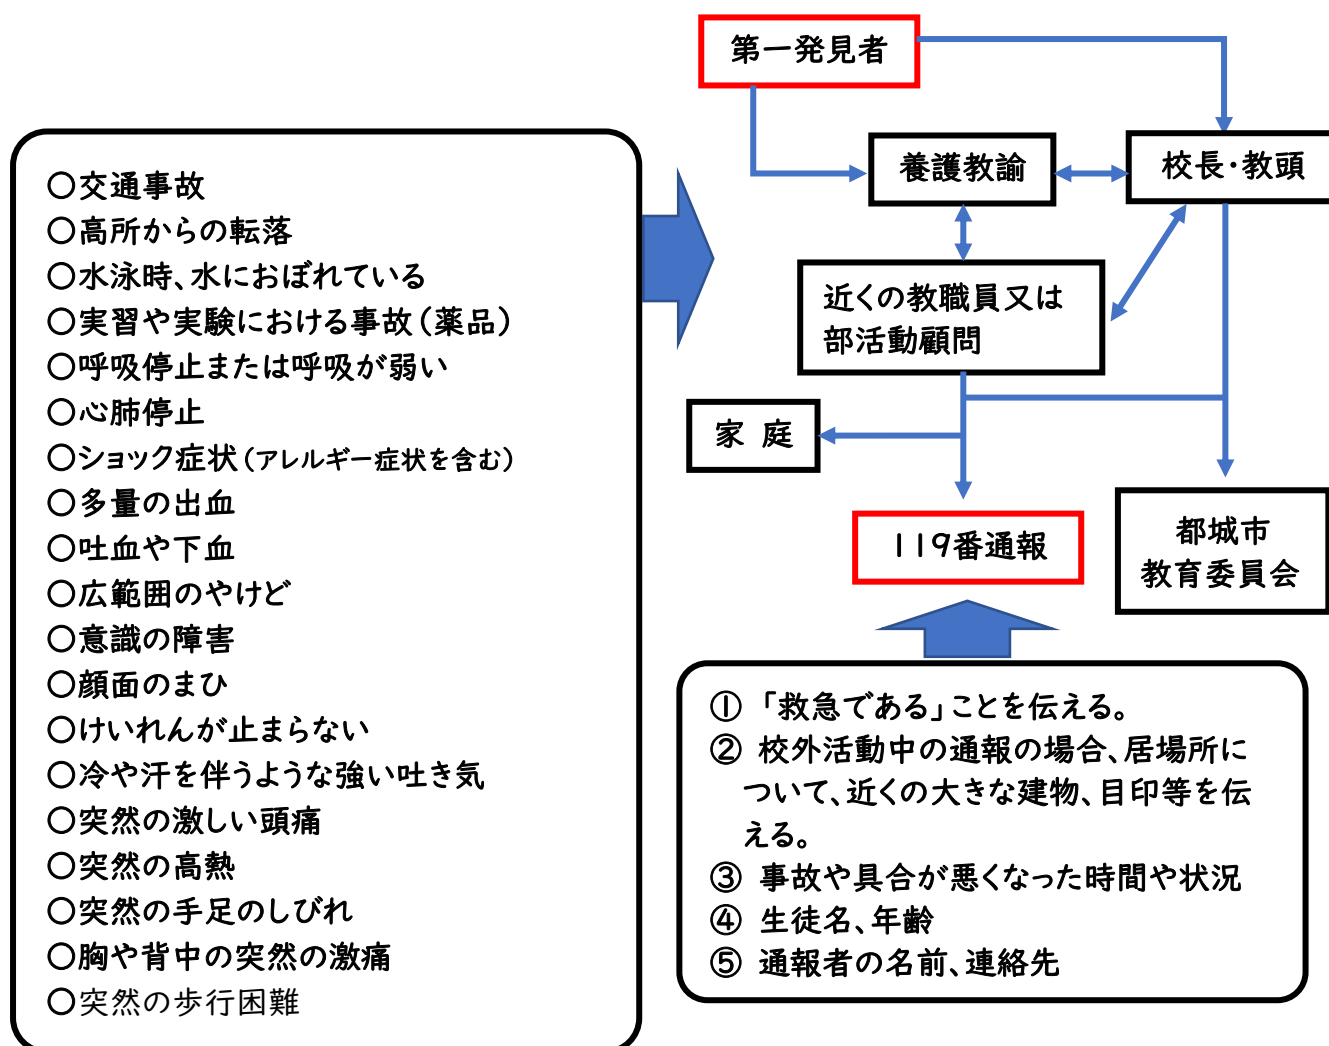 ○交通事故
○高所からの転落
○水泳時、水におぼれている
○実習や実験における事故（薬品）
○呼吸停止または呼吸が弱い
○心肺停止
○ショック症状（アレルギー症状を含む）
○多量の出血
○吐血や下血
○広範囲のやけど
○意識の障害
○顔面のまひ
○けいれんが止まらない
○冷や汗を伴うような強い吐き気
○突然の激しい頭痛
○突然の高熱
○突然の手足のしびれ
○胸や背中の突然の激痛
○突然の歩行困難
第一発見者
養護教諭
校長・教頭
近くの教職員又は
部活動顧問
家 庭
119番通報
都城市
教育委員会
① 「救急である」ことを伝える。
② 校外活動中の通報の場合、居場所に
ついて、近くの大きな建物、目印等を伝
える。
③ 事故や具合が悪くなった時間や状況
④ 生徒名、年齢
⑤ 通報者の名前、連絡先